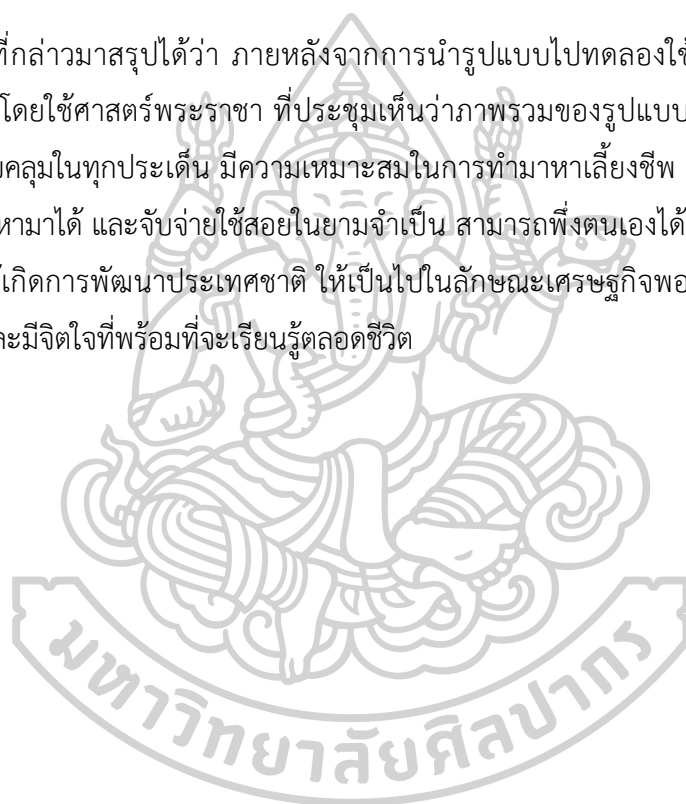 ที่กล่าวมาสรุปได้ว่า ภายหลังจากการนำรูปแบบไปทดลองใช้
โดยใช้ศาสตร์พระราชา ที่ประชุมเห็นว่าภาพรวมของรูปแบบ
คลุมในทุกประเด็น มีความเหมาะสมในการทำมาหาเลี้ยงชีพ
หามาได้ และจับจ่ายใช้สอยในยามจำเป็น สามารถพึ่งตนเองได้
เกิดการพัฒนาประเทศชาติ ให้เป็นไปในลักษณะเศรษฐกิจพอ
ละมีจิตใจที่พร้อมที่จะเรียนรู้ตลอดชีวิต
มหาวิทยาลัยศิลปากร